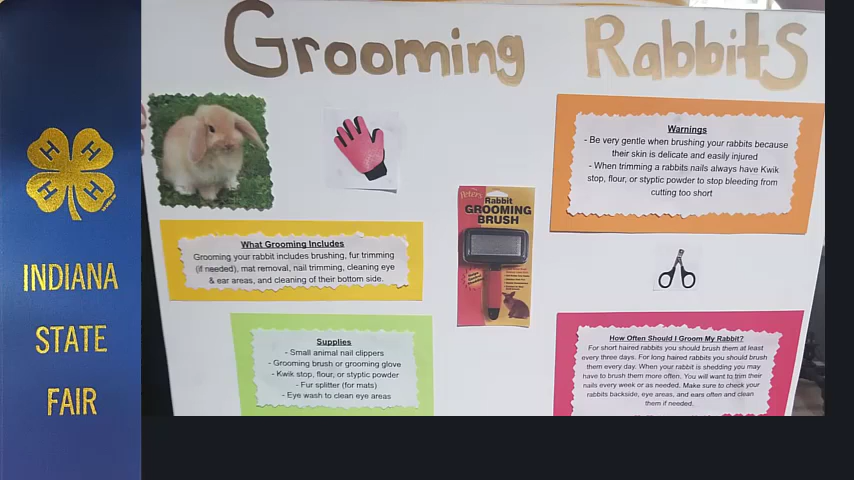 Grooming Rabbits
H H
H H
INDIANA
STATE
FAIR
What Grooming Includes
Grooming your rabbit includes brushing, fur trimming
(if needed), mat removal, nail trimming, cleaning eye
& ear areas, and cleaning of their bottom side.
Supplies
- Small animal nail clippers
- Grooming brush or grooming glove
- Kwik stop, flour, or styptic powder
- Fur splitter (for mats)
- Eye wash to clean eye areas
Peter's
Rabbit
GROOMING
BRUSH
Warnings
- Be very gentle when brushing your rabbits because
their skin is delicate and easily injured
- When trimming a rabbits nails always have Kwik
stop, flour, or styptic powder to stop bleeding from
cutting too short
How Often Should I Groom My Rabbit?
For short haired rabbits you should brush them at least
every three days. For long haired rabbits you should brush
them every day. When your rabbit is shedding you may
have to brush them more often. You will want to trim their
nails every week or as needed. Make sure to check your
rabbits backside, eye areas, and ears often and clean
them if needed.